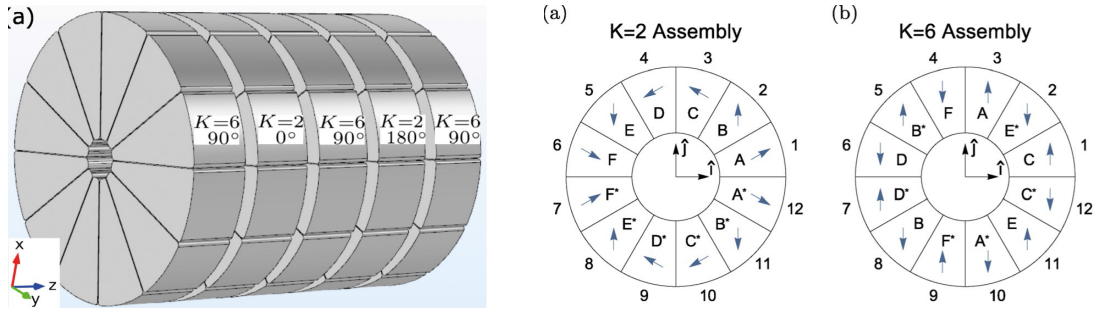 (a)
K=6 K=2 K=6 K=2 K=6
90° 0° 90° 180° 90°
x
z
y
(a)
K=2 Assembly
4 3
5 2
6 1
7 12
8 11
9 10
D C
E B
F A
F* A*
E* B*
D* C*
ĵ
î
(b)
K=6 Assembly
4 3
5 2
6 1
7 12
8 11
9 10
F A
B* E*
D C
D* C*
B E
F* A*
ĵ
î